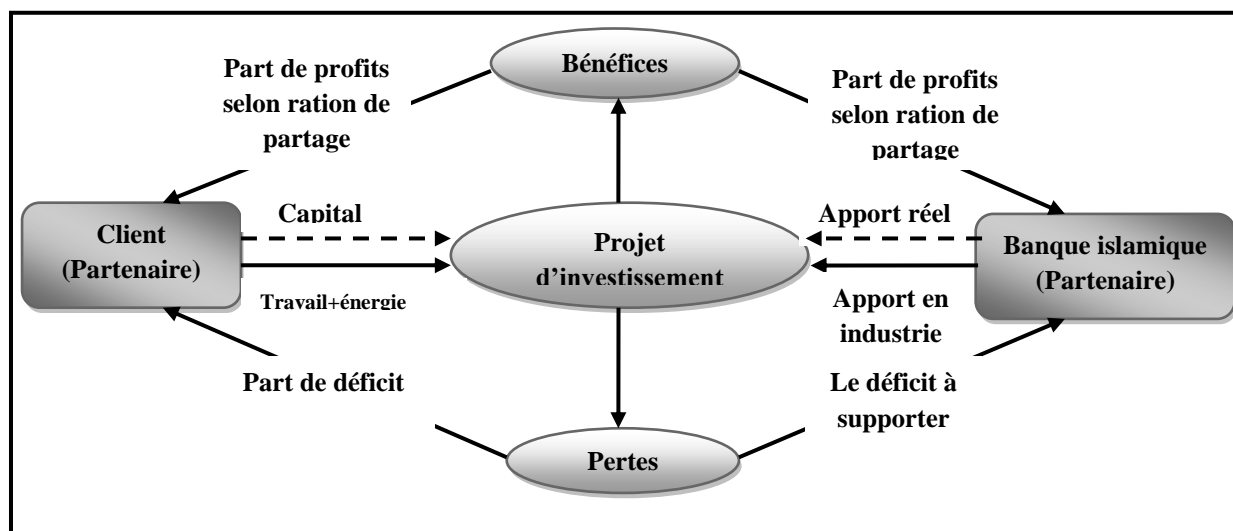 Bénéfices
Part de profits
selon ration de
partage
Part de profits
selon ration de
partage
Client
(Partenaire)
Capital
Travail+énergie
Projet
d’investissement
Apport réel
Apport en
industrie
Banque islamique
(Partenaire)
Part de déficit
Le déficit à
supporter
Pertes